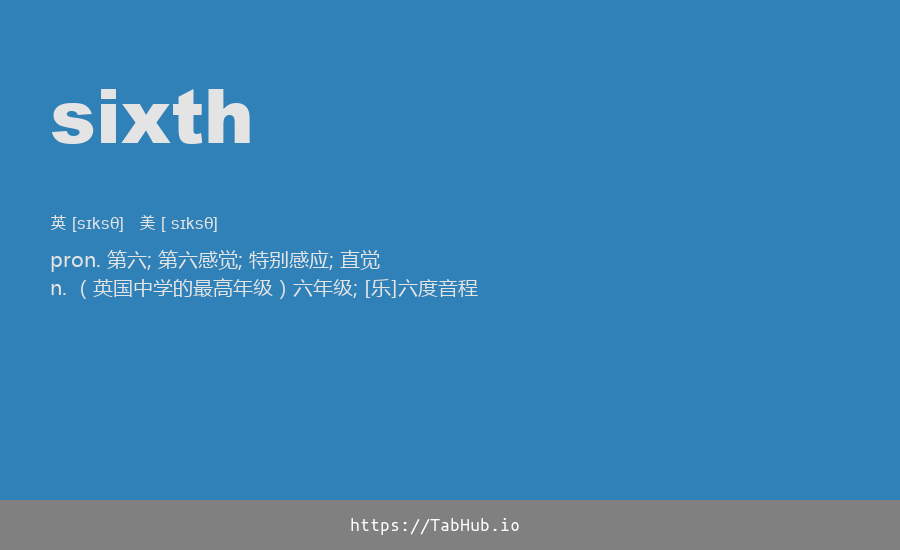 sixth
英 [sɪksθ] 美 [ sɪksθ]
pron. 第六; 第六感觉; 特别感应; 直觉
n. （英国中学的最高年级）六年级; [乐]六度音程
https://TabHub.io